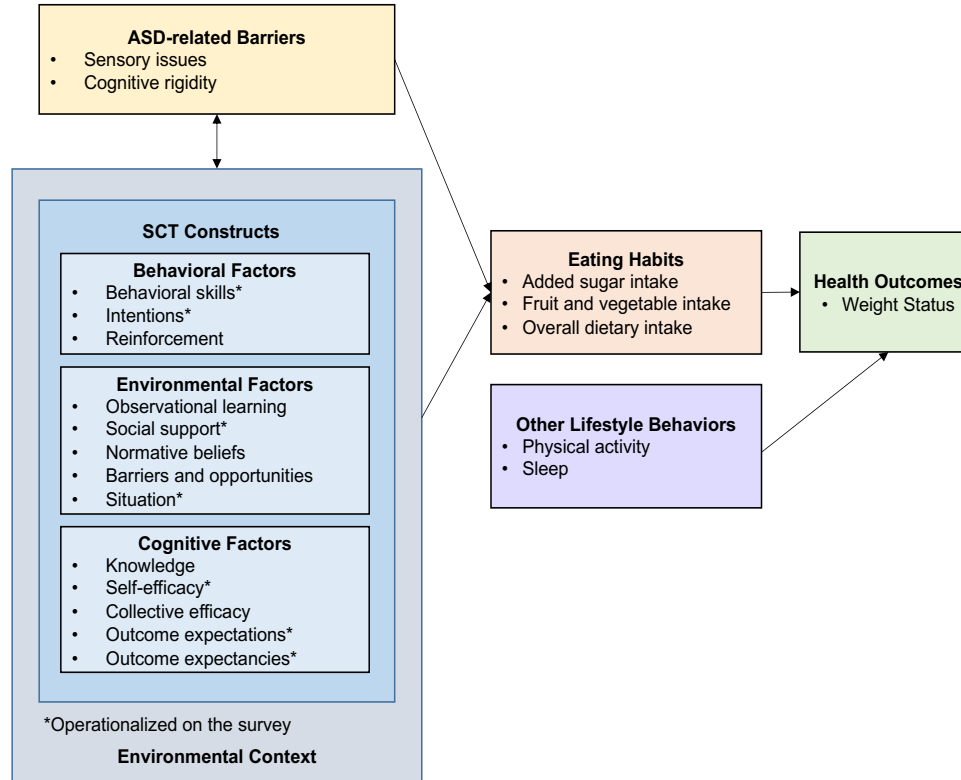 ASD-related Barriers
• Sensory issues
• Cognitive rigidity
SCT Constructs
Behavioral Factors
• Behavioral skills*
• Intentions*
• Reinforcement
Environmental Factors
• Observational learning
• Social support*
• Normative beliefs
• Barriers and opportunities
• Situation*
Cognitive Factors
• Knowledge
• Self-efficacy*
• Collective efficacy
• Outcome expectations*
• Outcome expectancies*
*Operationalized on the survey
Environmental Context
Eating Habits
• Added sugar intake
• Fruit and vegetable intake
• Overall dietary intake
Other Lifestyle Behaviors
• Physical activity
• Sleep
Health Outcomes
• Weight Status